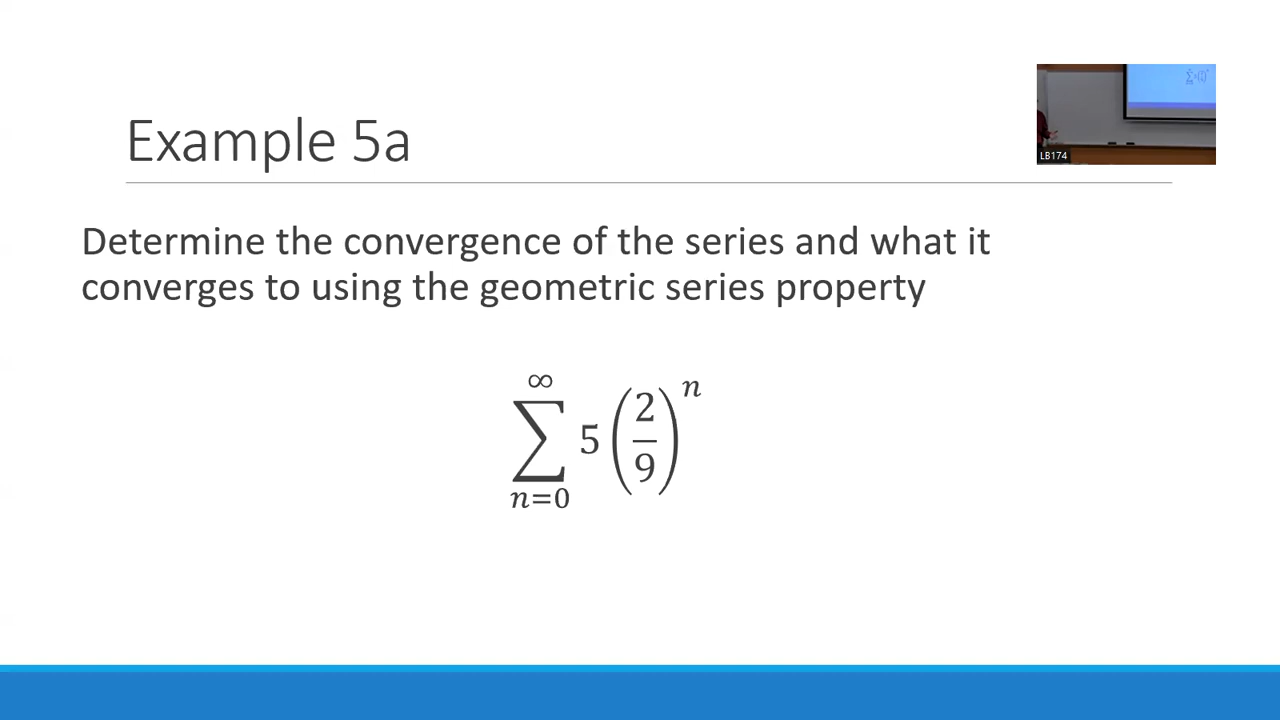 Example 5a
LB174
Determine the convergence of the series and what it
converges to using the geometric series property
∞
∑ 5 (2/9)ⁿ
n=0